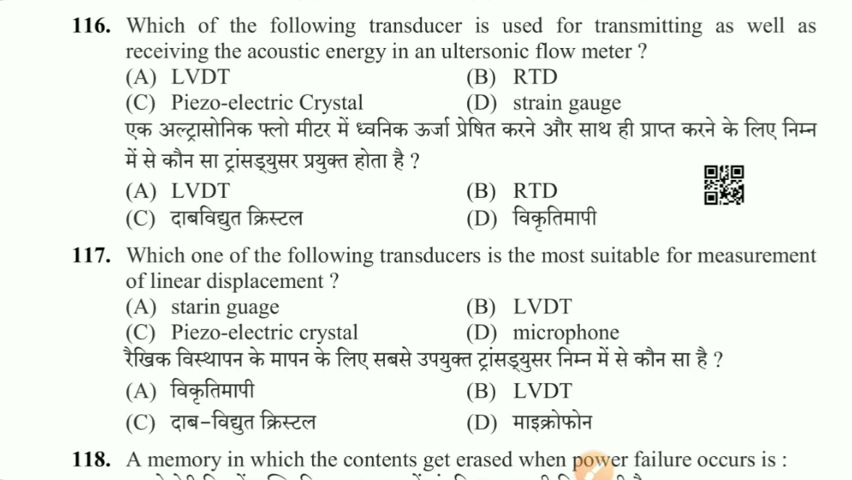 116. Which of the following transducer is used for transmitting as well as
receiving the acoustic energy in an ultersonic flow meter ?
(A) LVDT (B) RTD
(C) Piezo-electric Crystal (D) strain gauge
एक अल्ट्रासोनिक फ्लो मीटर में ध्वनिक ऊर्जा प्रेषित करने और साथ ही प्राप्त करने के लिए निम्न
में से कौन सा ट्रांसड्युसर प्रयुक्त होता है ?
(A) LVDT (B) RTD
(C) दाबविद्युत क्रिस्टल (D) विकृतिमापी
117. Which one of the following transducers is the most suitable for measurement
of linear displacement ?
(A) starin guage (B) LVDT
(C) Piezo-electric crystal (D) microphone
रैखिक विस्थापन के मापन के लिए सबसे उपयुक्त ट्रांसड्युसर निम्न में से कौन सा है ?
(A) विकृतिमापी (B) LVDT
(C) दाब-विद्युत क्रिस्टल (D) माइक्रोफोन
118. A memory in which the contents get erased when power failure occurs is :